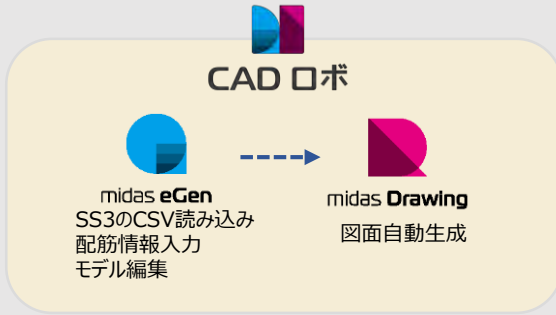 CAD ロボ
midas eGen
SS3のCSV読み込み
配筋情報入力
モデル編集
midas Drawing
図面自動生成